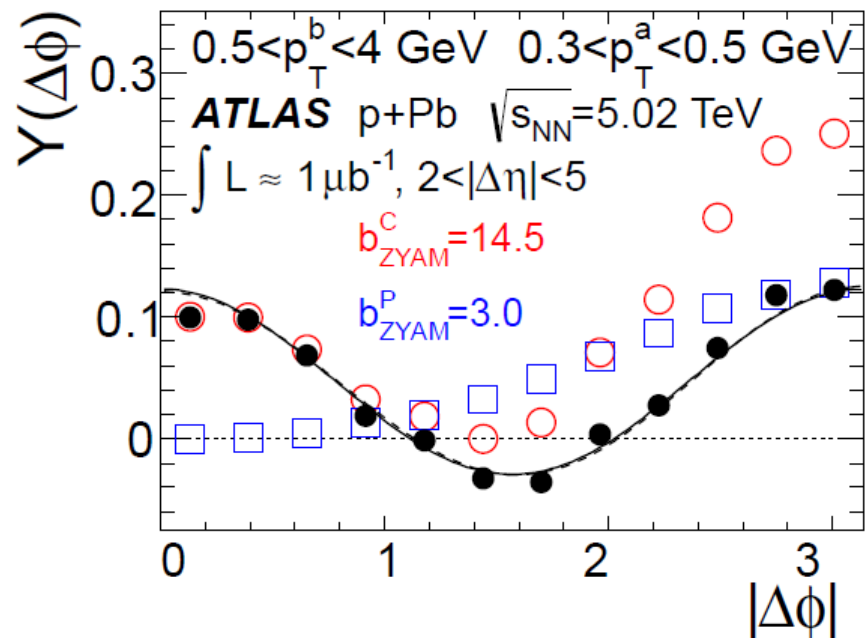 0.5<p_T^b<4 GeV 0.3<p_T^a<0.5 GeV
ATLAS p+Pb √s_NN=5.02 TeV
∫ L ≈ 1μb^-1, 2<|Δη|<5
b_ZYAM^C=14.5
b_ZYAM^P=3.0
Y(Δϕ)
0.3
0.2
0.1
0
0 1 2 3
|Δϕ|